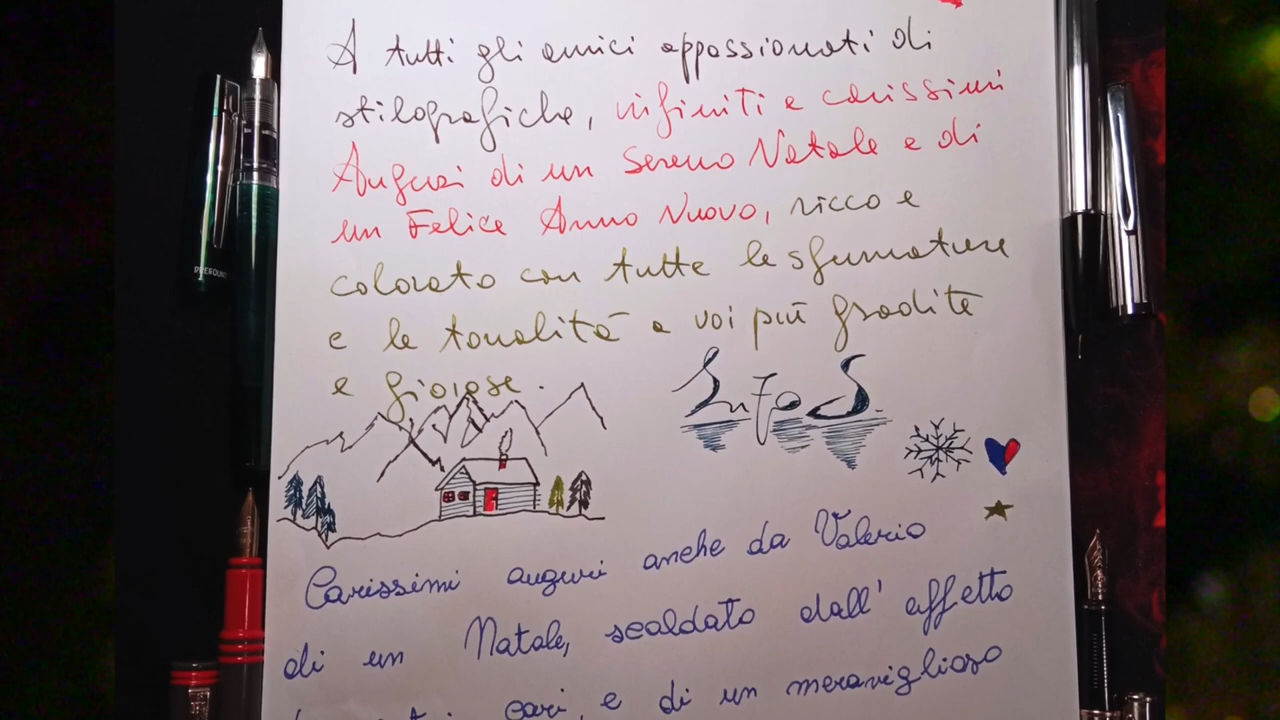 A tutti gli amici appassionati di
stilografiche, infiniti e carissimi
Auguri di un Sereno Natale e di
un Felice Anno Nuovo, ricco e
colorato con tutte le sfumature
e le tonalità a voi più gradite
e gioiose.
Carissimi auguri anche da Valerio
di un Natale, scaldato dall' affetto
cari, e di un meraviglioso